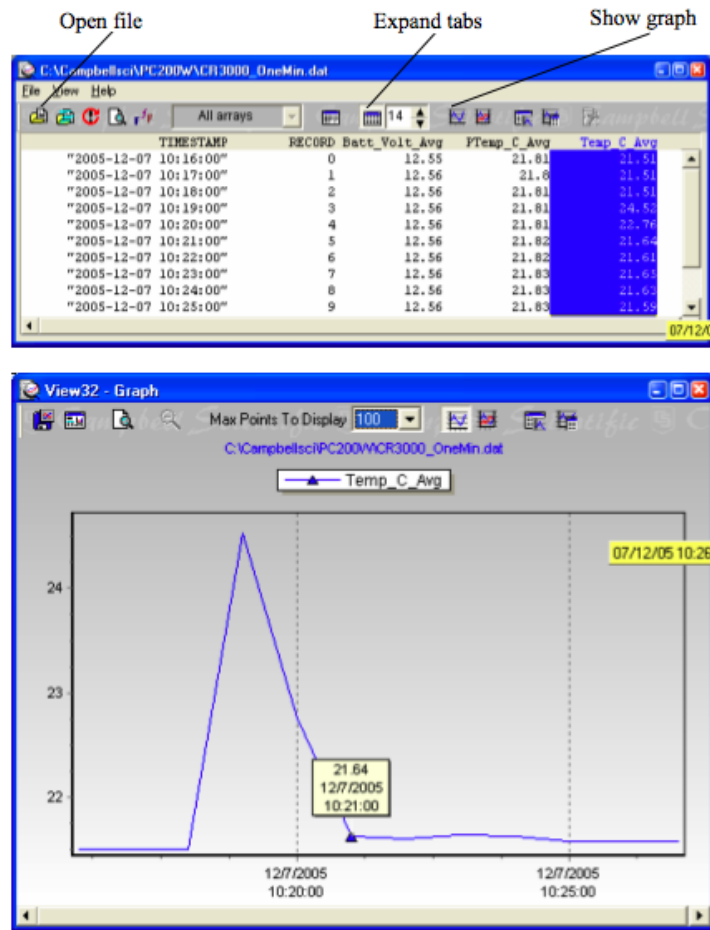 Open file Expand tabs Show graph
C:\Campbellsci\PC200W\CR3000_OneMin.dat
File View Help
All arrays 14
TIMESTAMP RECORD Batt_Volt_Avg PTemp_C_Avg Temp_C_Avg
"2005-12-07 10:16:00" 0 12.55 21.81 21.51
"2005-12-07 10:17:00" 1 12.56 21.8 21.51
"2005-12-07 10:18:00" 2 12.56 21.81 21.51
"2005-12-07 10:19:00" 3 12.56 21.81 24.52
"2005-12-07 10:20:00" 4 12.56 21.81 22.76
"2005-12-07 10:21:00" 5 12.56 21.82 21.64
"2005-12-07 10:22:00" 6 12.56 21.82 21.61
"2005-12-07 10:23:00" 7 12.56 21.83 21.65
"2005-12-07 10:24:00" 8 12.56 21.83 21.63
"2005-12-07 10:25:00" 9 12.56 21.83 21.59
07/12/0
View32 - Graph
Max Points To Display 100
C:\Campbellsci\PC200W\CR3000_OneMin.dat
Temp_C_Avg
07/12/05 10:26
24
23
22
21.64
12/7/2005
10:21:00
12/7/2005 12/7/2005
10:20:00 10:25:00